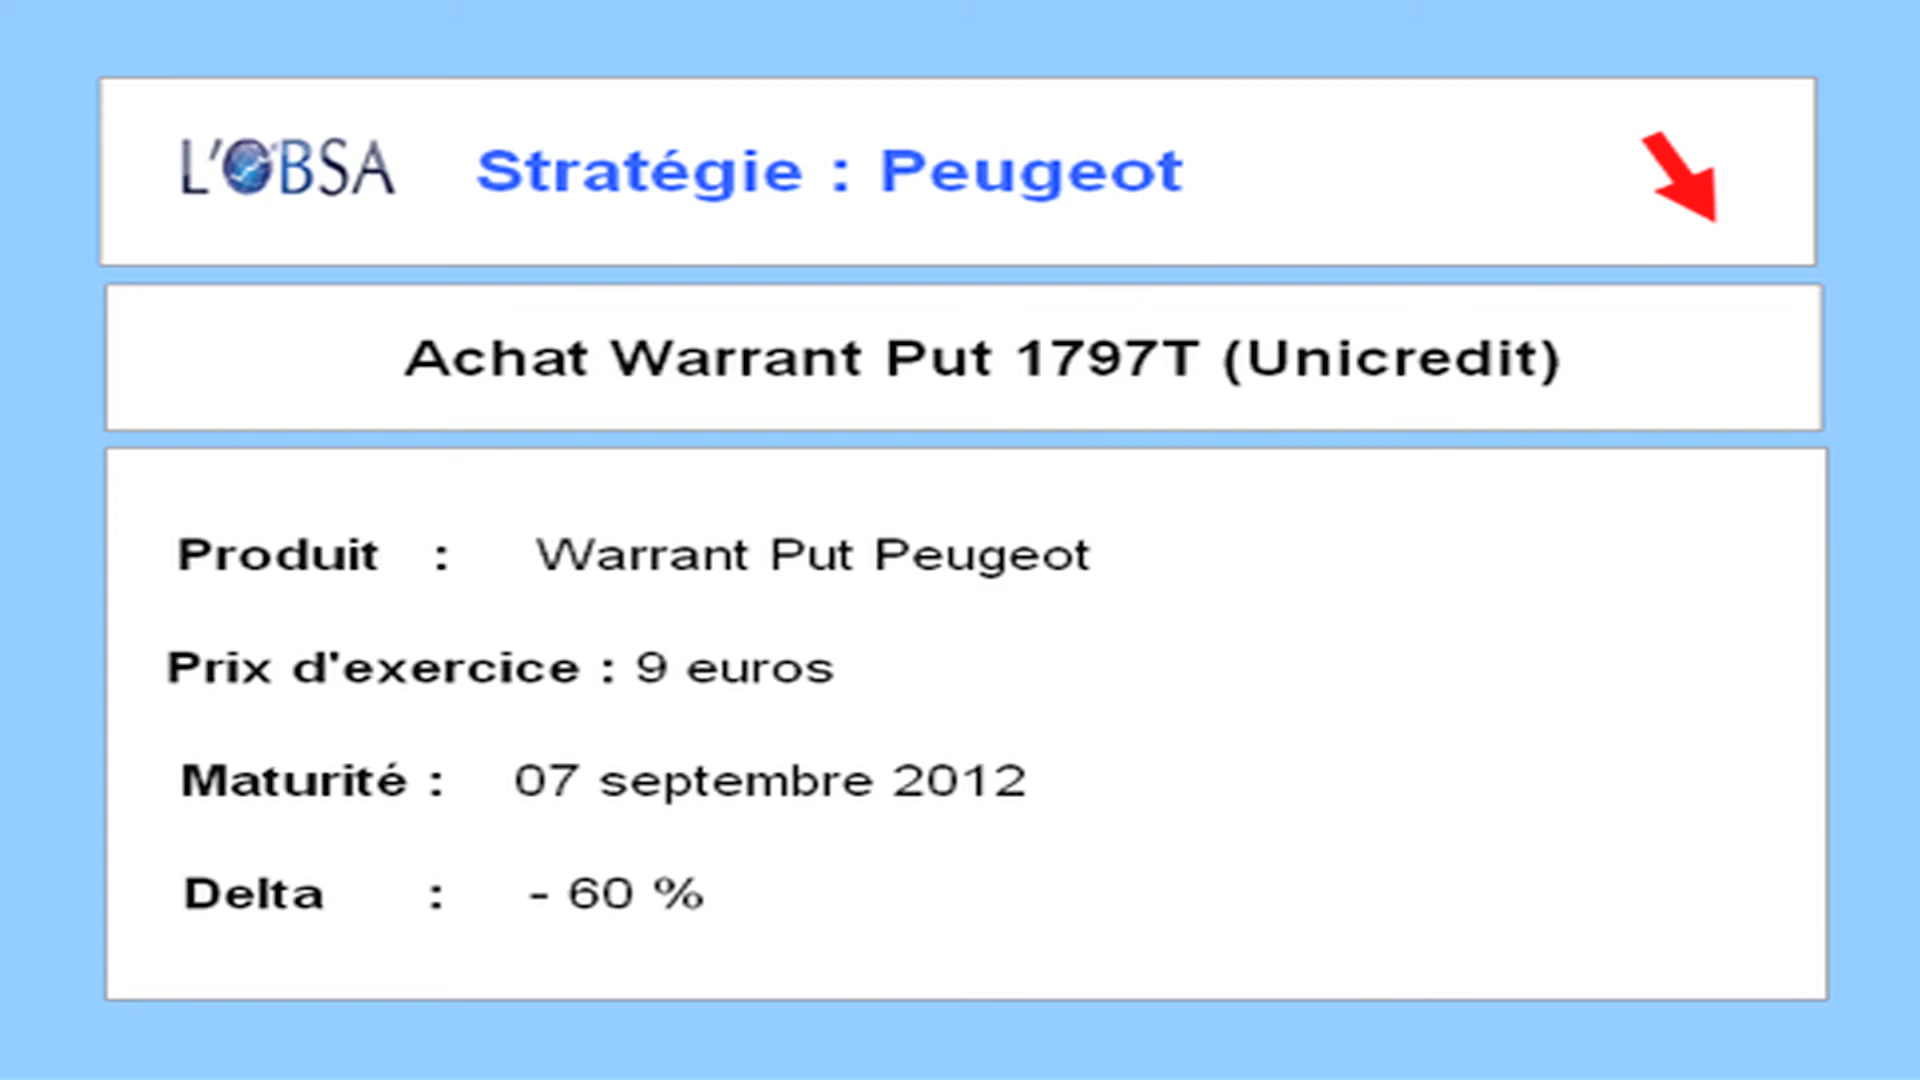 L'OBSA Stratégie : Peugeot
Achat Warrant Put 1797T (Unicredit)
Produit : Warrant Put Peugeot
Prix d'exercice : 9 euros
Maturité : 07 septembre 2012
Delta : - 60 %